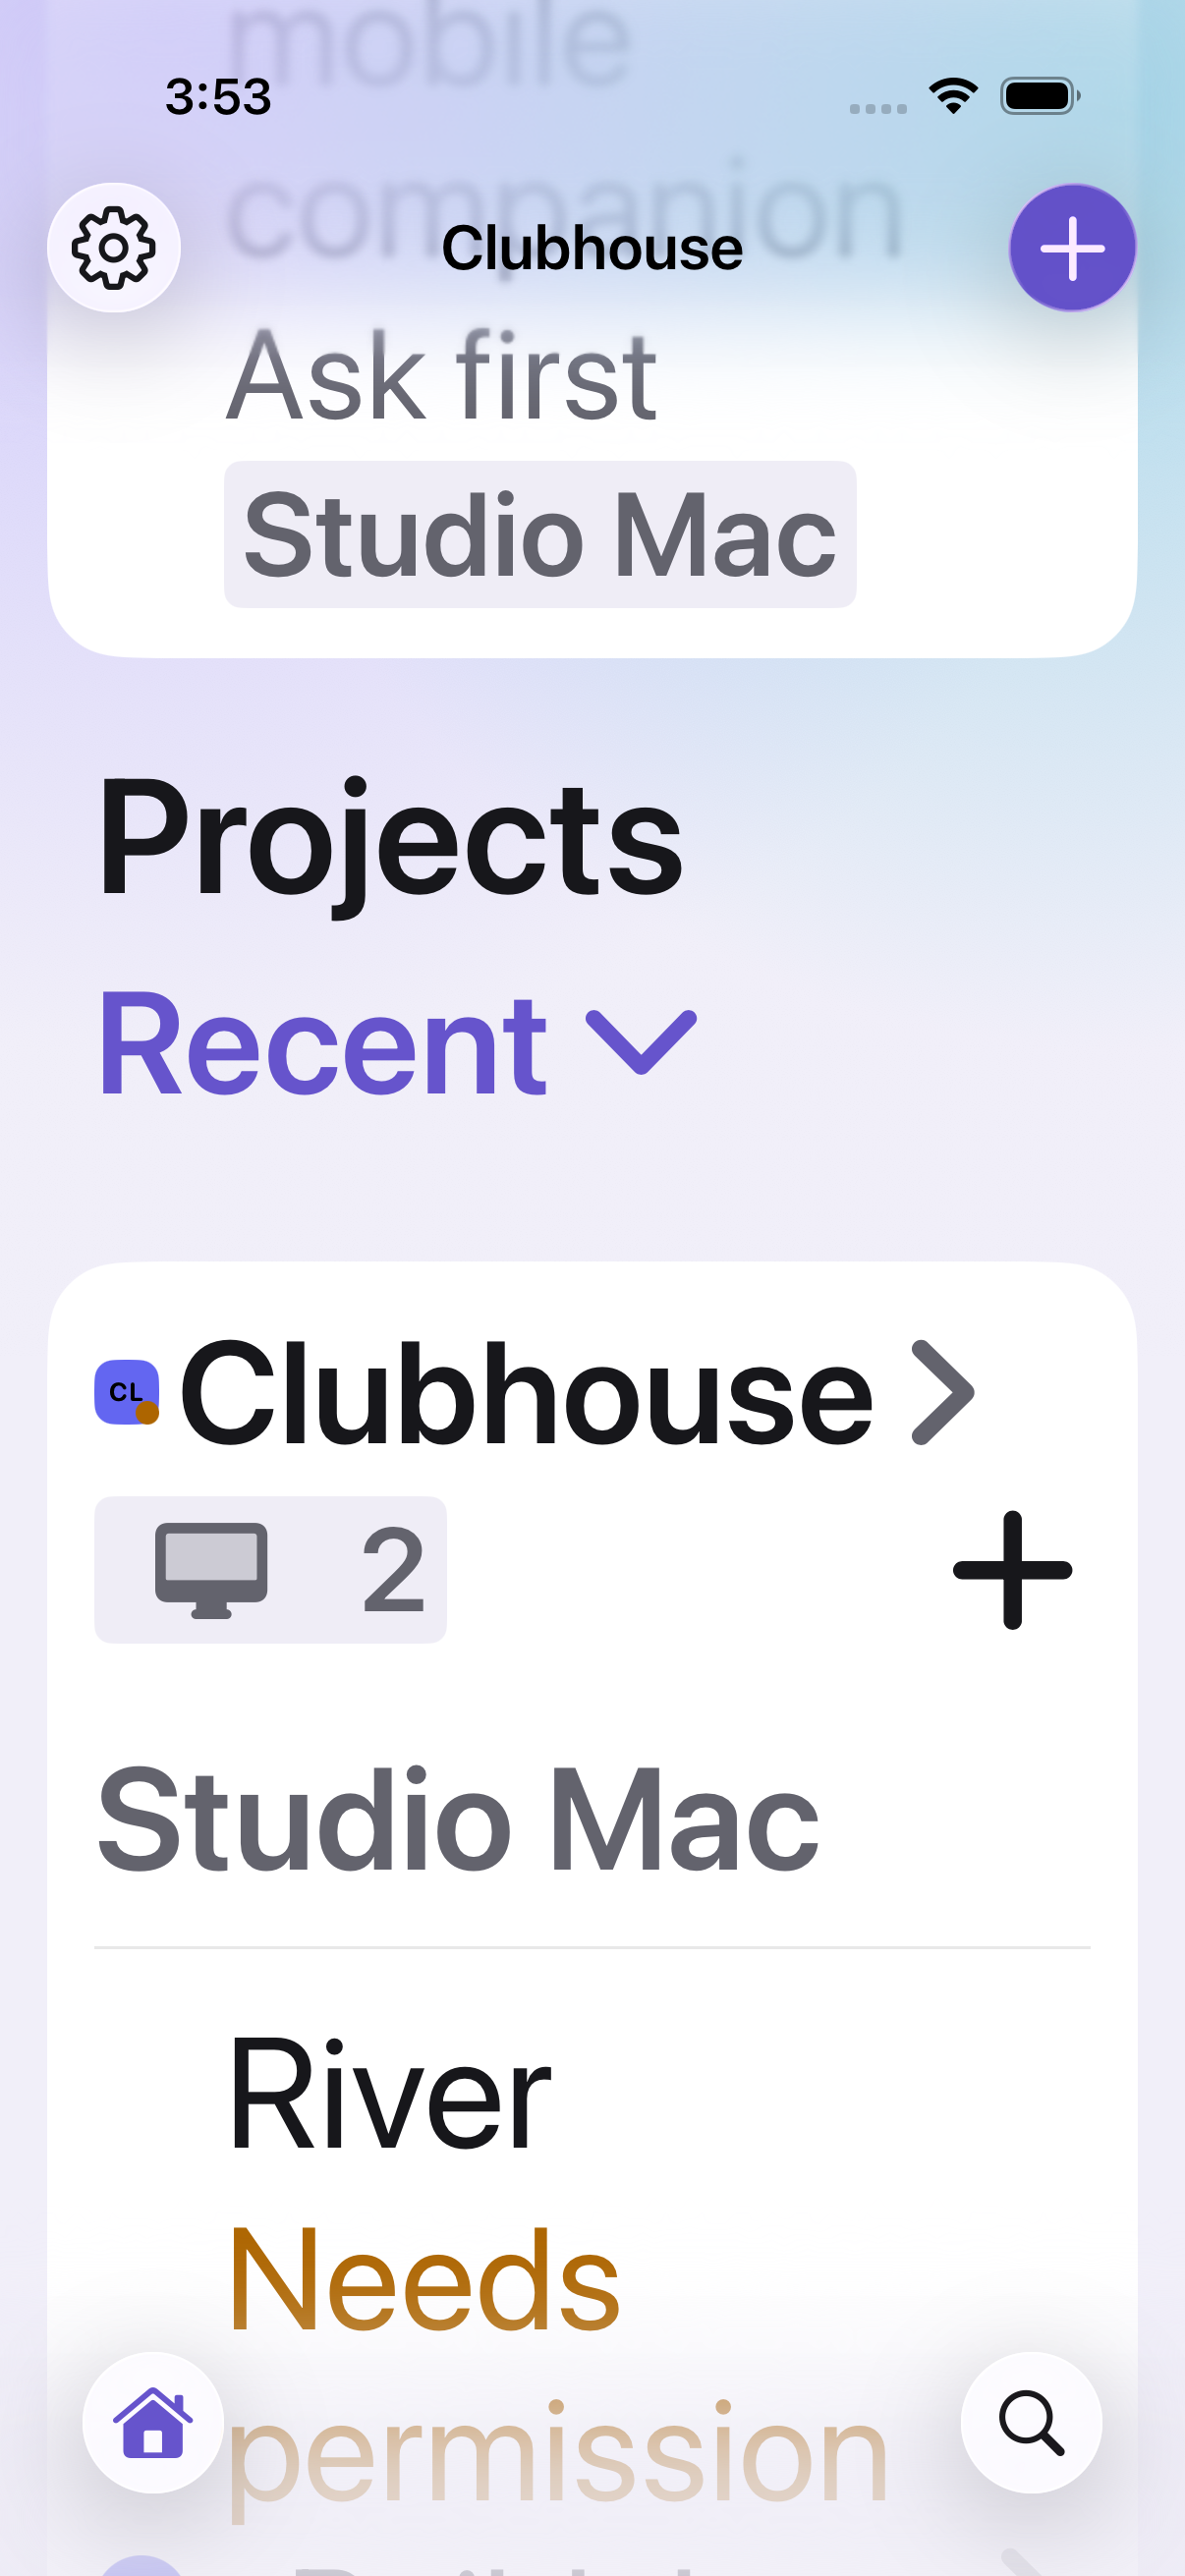 mobile
3:53
companion
Clubhouse
Ask first
Studio Mac
Projects
Recent
CL
Clubhouse
2
Studio Mac
River
Needs
permission